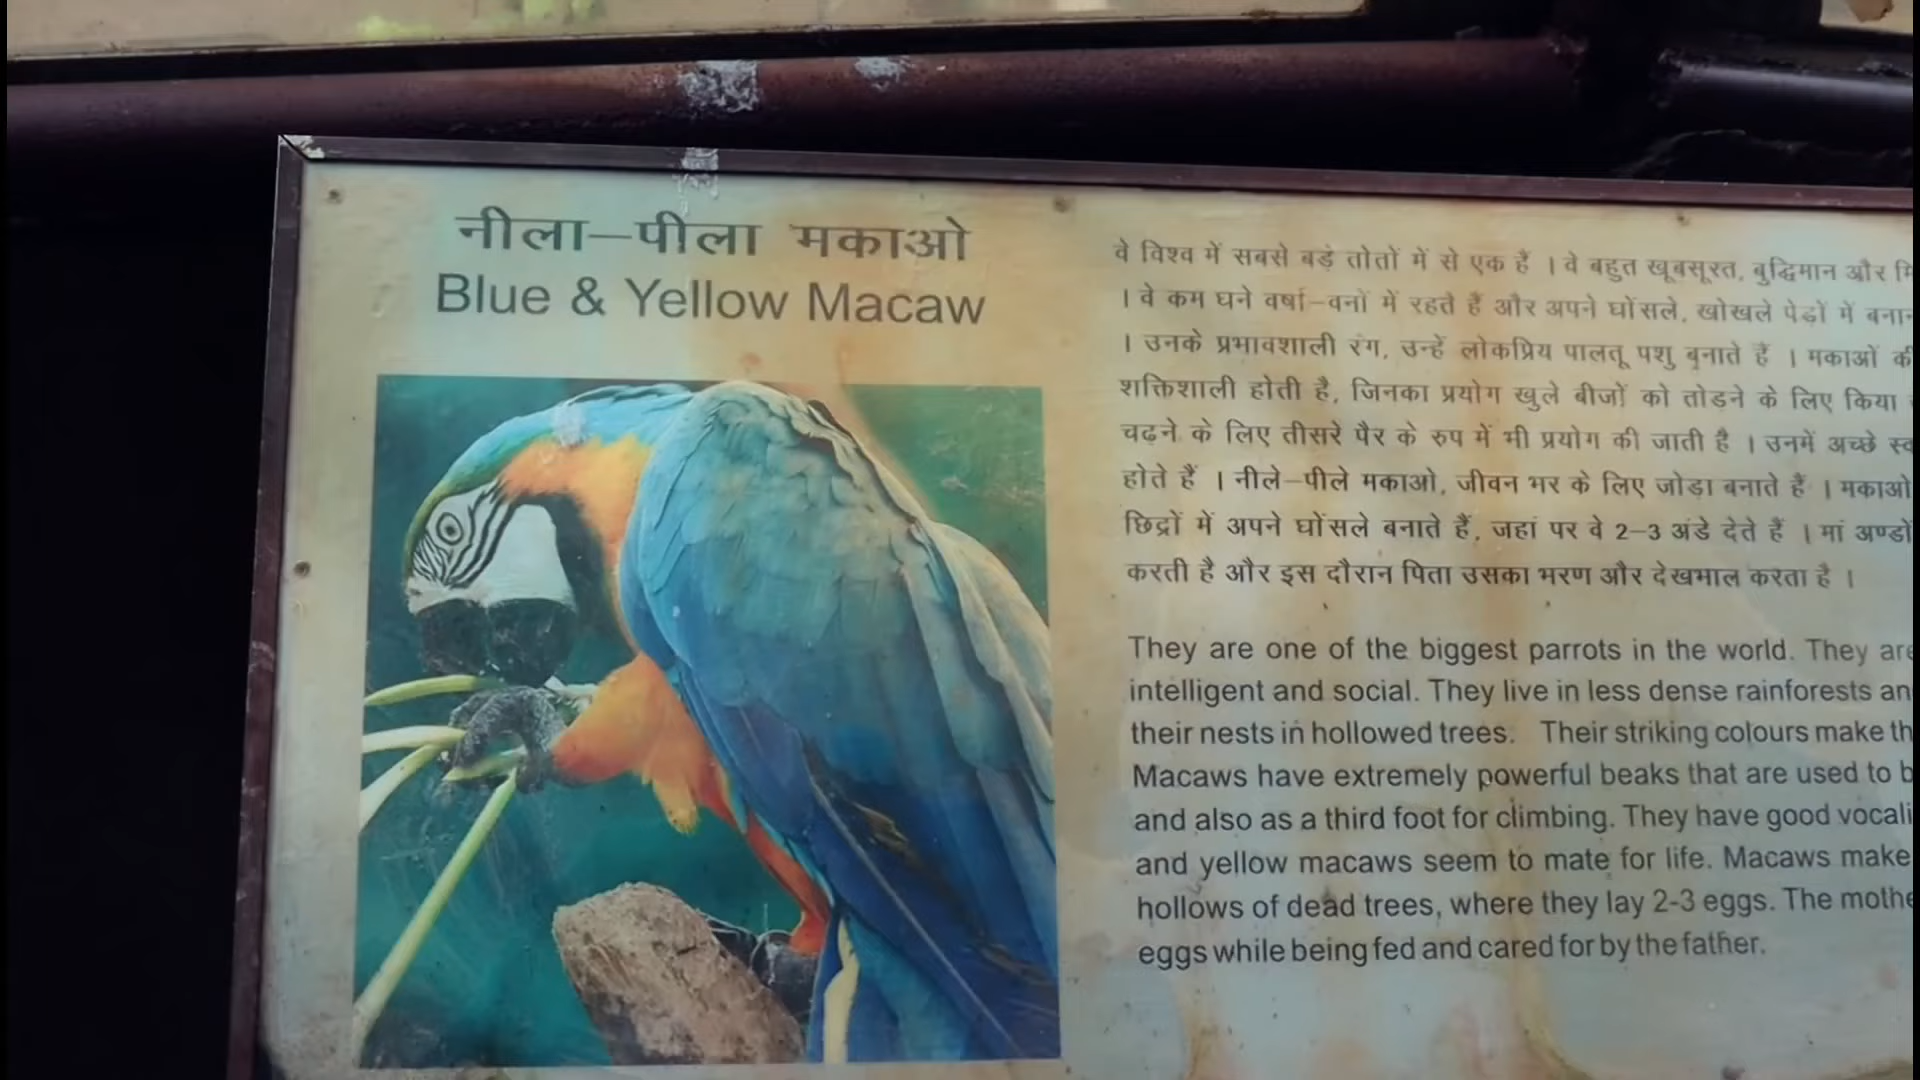 नीला–पीला मकाओ
Blue & Yellow Macaw
वे विश्व में सबसे बड़े तोतों में से एक हैं । वे बहुत खूबसूरत, बुद्धिमान और
। वे कम घने वर्षा–वनों में रहते हैं और अपने घोंसले, खोखले पेड़ों में
। उनके प्रभावशाली रंग, उन्हें लोकप्रिय पालतू पशु बनाते हैं । मकाओं
शक्तिशाली होती है, जिनका प्रयोग खुले बीजों को तोड़ने के लिए किया
चढ़ने के लिए तीसरे पैर के रुप में भी प्रयोग की जाती है । उनमें अच्छे
होते हैं । नीले–पीले मकाओ, जीवन भर के लिए जोड़ा बनाते हैं । मकाओ
छिद्रों में अपने घोंसले बनाते हैं, जहां पर वे 2–3 अंडे देते हैं । मां अण्डों
करती है और इस दौरान पिता उसका भरण और देखभाल करता है ।
They are one of the biggest parrots in the world. They are
intelligent and social. They live in less dense rainforests
their nests in hollowed trees. Their striking colours make
Macaws have extremely powerful beaks that are used to
and also as a third foot for climbing. They have good
and yellow macaws seem to mate for life. Macaws make
hollows of dead trees, where they lay 2-3 eggs. The
eggs while being fed and cared for by the father.